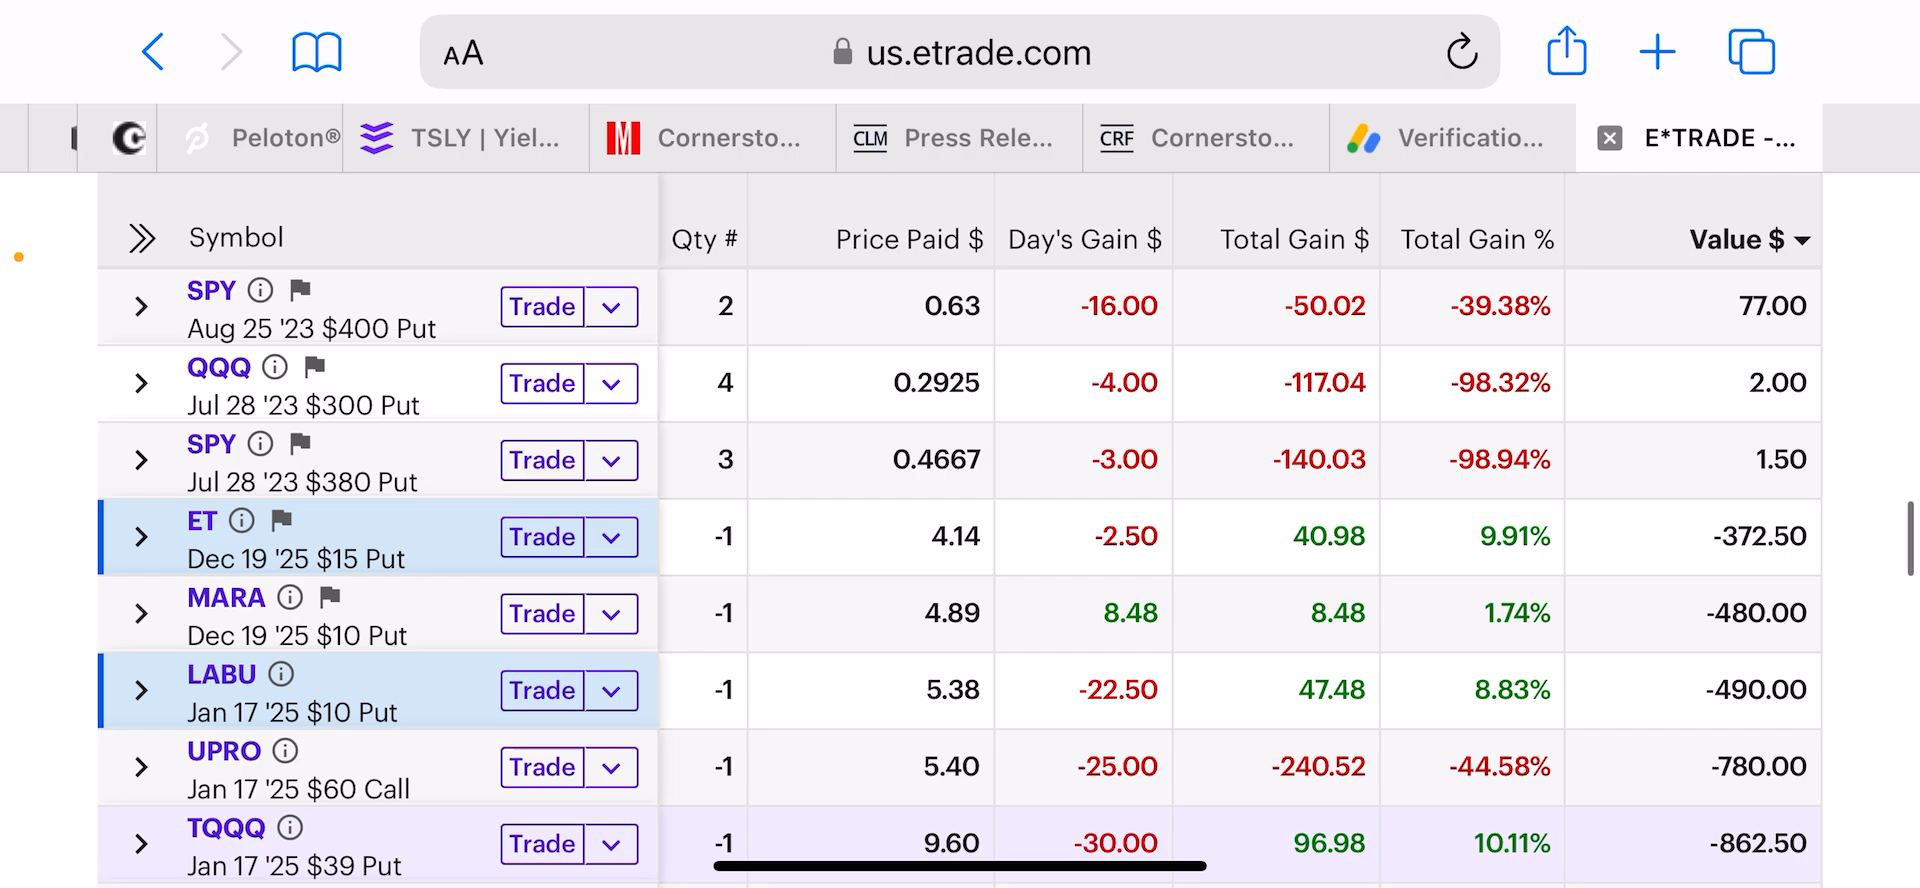 AA us.etrade.com
Peloton® TSLY | Yiel... Cornersto... CLM Press Rele... CRF Cornersto... Verificatio... E*TRADE -...
Symbol Qty # Price Paid $ Day's Gain $ Total Gain $ Total Gain % Value $
SPY Trade 2 0.63 -16.00 -50.02 -39.38% 77.00
Aug 25 '23 $400 Put
QQQ Trade 4 0.2925 -4.00 -117.04 -98.32% 2.00
Jul 28 '23 $300 Put
SPY Trade 3 0.4667 -3.00 -140.03 -98.94% 1.50
Jul 28 '23 $380 Put
ET Trade -1 4.14 -2.50 40.98 9.91% -372.50
Dec 19 '25 $15 Put
MARA Trade -1 4.89 8.48 8.48 1.74% -480.00
Dec 19 '25 $10 Put
LABU Trade -1 5.38 -22.50 47.48 8.83% -490.00
Jan 17 '25 $10 Put
UPRO Trade -1 5.40 -25.00 -240.52 -44.58% -780.00
Jan 17 '25 $60 Call
TQQQ Trade -1 9.60 -30.00 96.98 10.11% -862.50
Jan 17 '25 $39 Put